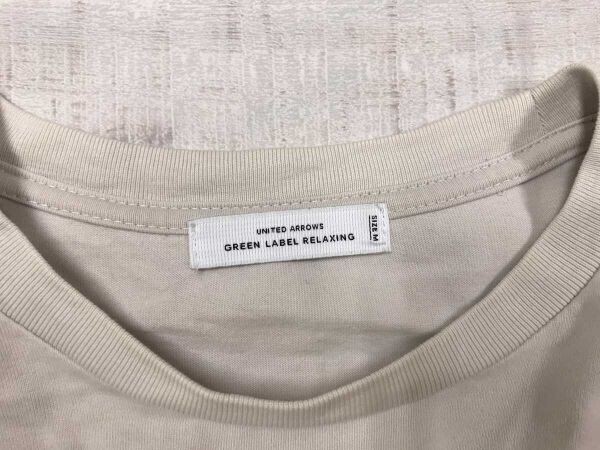 UNITED ARROWS
GREEN LABEL RELAXING
SIZE M